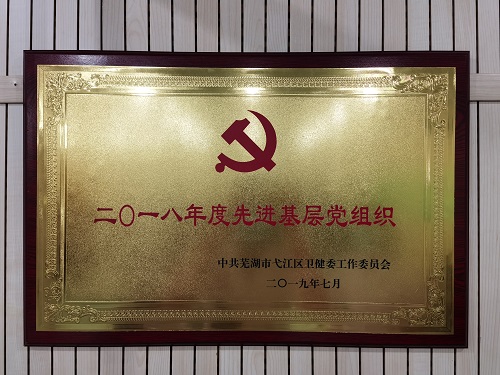 二〇一八年度先进基层党组织
中共芜湖市弋江区卫健委工作委员会
二〇一九年七月